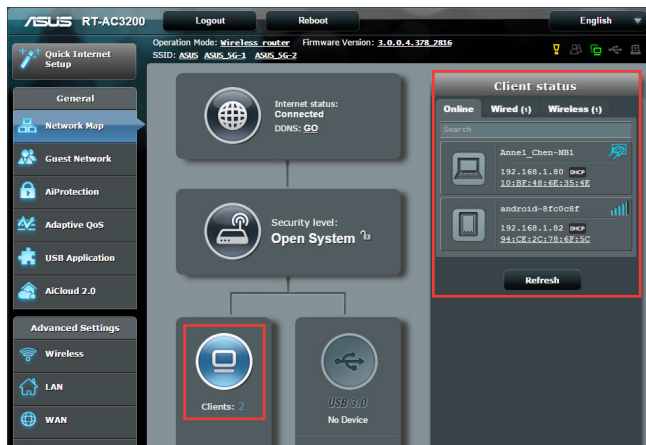 ASUS RT-AC3200
Logout
Reboot
English
Operation Mode: Wireless router Firmware Version: 3.0.0.4.378_2816
SSID: ASUS ASUS_5G-1 ASUS_5G-2
Quick Internet
Setup
General
Network Map
Guest Network
AiProtection
Adaptive QoS
USB Application
AiCloud 2.0
Advanced Settings
Wireless
LAN
WAN
Internet status:
Connected
DDNS: GO
Security level:
Open System
Clients: 2
USB 3.0
No Device
Client status
Online Wired (1) Wireless (1)
Search
Anne1_Chen-NB1
192.168.1.80 DHCP
10:BF:48:6E:35:4E
android-8fc0c8f
192.168.1.82 DHCP
94:CE:2C:78:6F:5C
Refresh